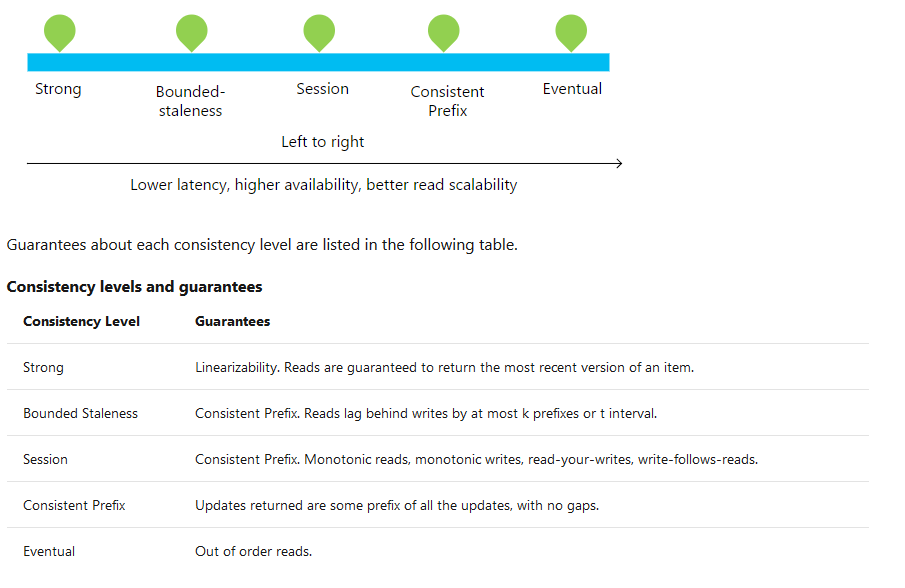 Strong
Bounded-
staleness
Session
Consistent
Prefix
Eventual
Left to right
Lower latency, higher availability, better read scalability
Guarantees about each consistency level are listed in the following table.
Consistency levels and guarantees
Consistency Level Guarantees
Strong Linearizability. Reads are guaranteed to return the most recent version of an item.
Bounded Staleness Consistent Prefix. Reads lag behind writes by at most k prefixes or t interval.
Session Consistent Prefix. Monotonic reads, monotonic writes, read-your-writes, write-follows-reads.
Consistent Prefix Updates returned are some prefix of all the updates, with no gaps.
Eventual Out of order reads.